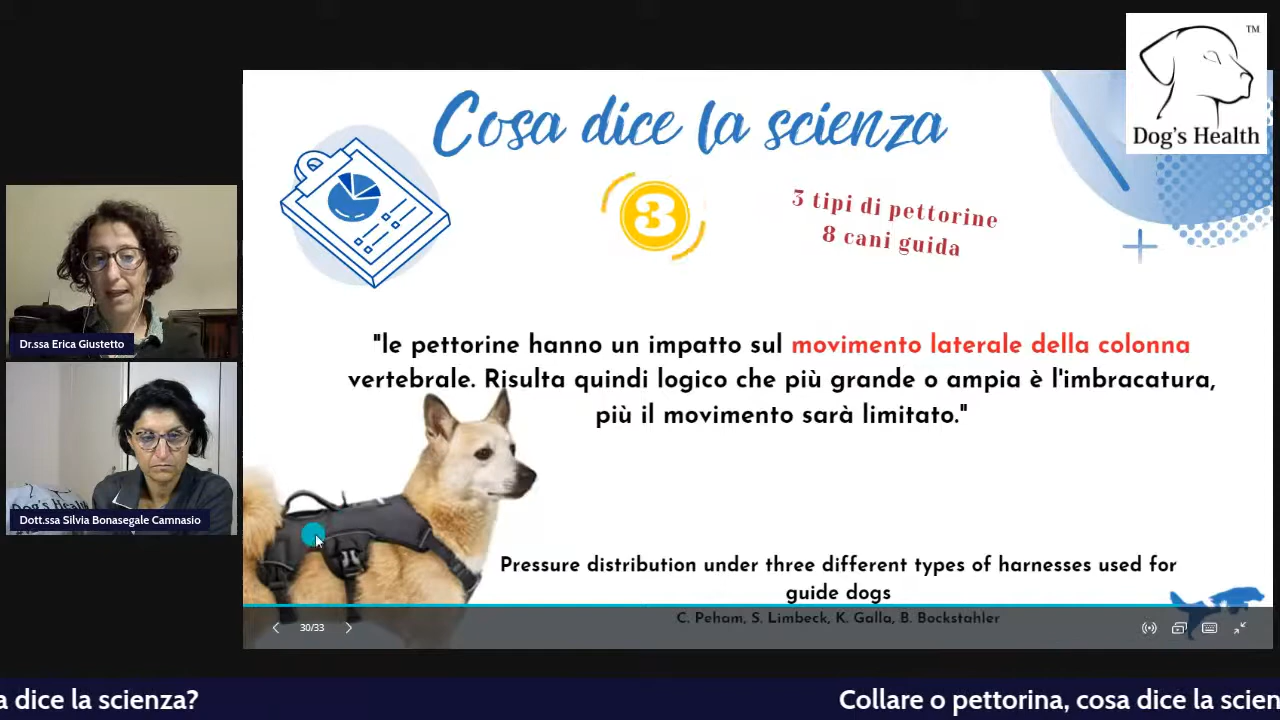 TM
Dog's Health
Cosa dice la scienza
3
3 tipi di pettorine
8 cani guida
Dr.ssa Erica Giustetto
"le pettorine hanno un impatto sul movimento laterale della colonna
vertebrale. Risulta quindi logico che più grande o ampia è l'imbracatura,
più il movimento sarà limitato."
Dog's Health
Dott.ssa Silvia Bonasegale Camnasio
Pressure distribution under three different types of harnesses used for
guide dogs
C. Peham, S. Limbeck, K. Galla, B. Bockstahler
30/33
a dice la scienza?
Collare o pettorina, cosa dice la scien